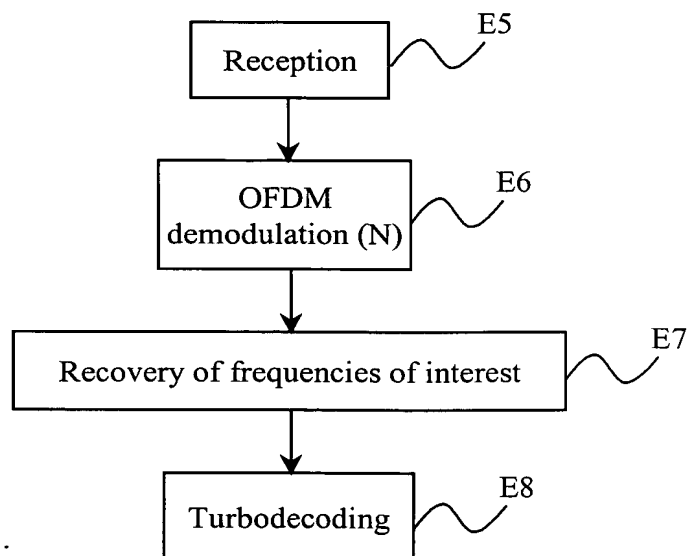 E5
Reception
E6
OFDM
demodulation (N)
E7
Recovery of frequencies of interest
E8
Turbodecoding